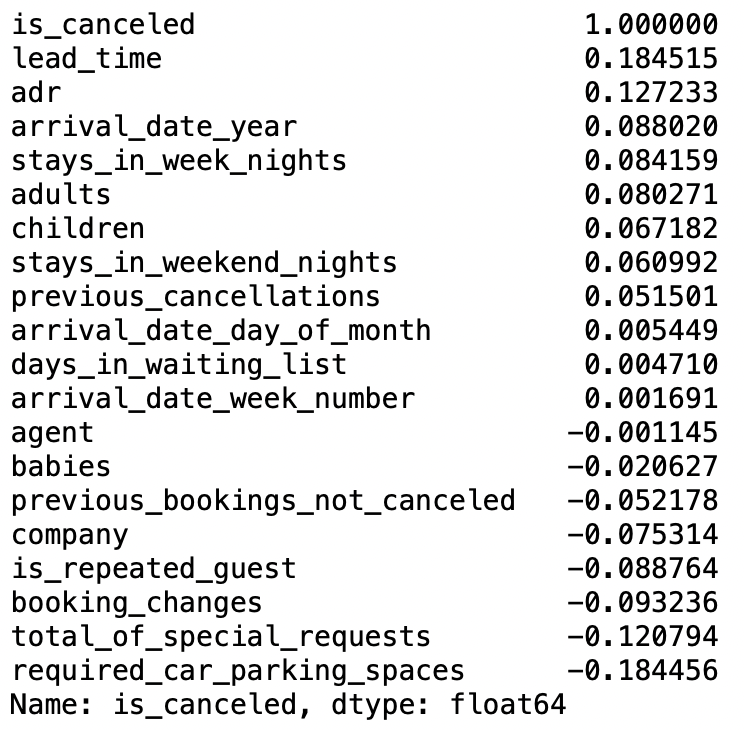 is_canceled                       1.000000
lead_time                         0.184515
adr                               0.127233
arrival_date_year                 0.088020
stays_in_week_nights              0.084159
adults                            0.080271
children                          0.067182
stays_in_weekend_nights           0.060992
previous_cancellations            0.051501
arrival_date_day_of_month         0.005449
days_in_waiting_list              0.004710
arrival_date_week_number          0.001691
agent                            -0.001145
babies                           -0.020627
previous_bookings_not_canceled   -0.052178
company                          -0.075314
is_repeated_guest                -0.088764
booking_changes                  -0.093236
total_of_special_requests        -0.120794
required_car_parking_spaces      -0.184456
Name: is_canceled, dtype: float64